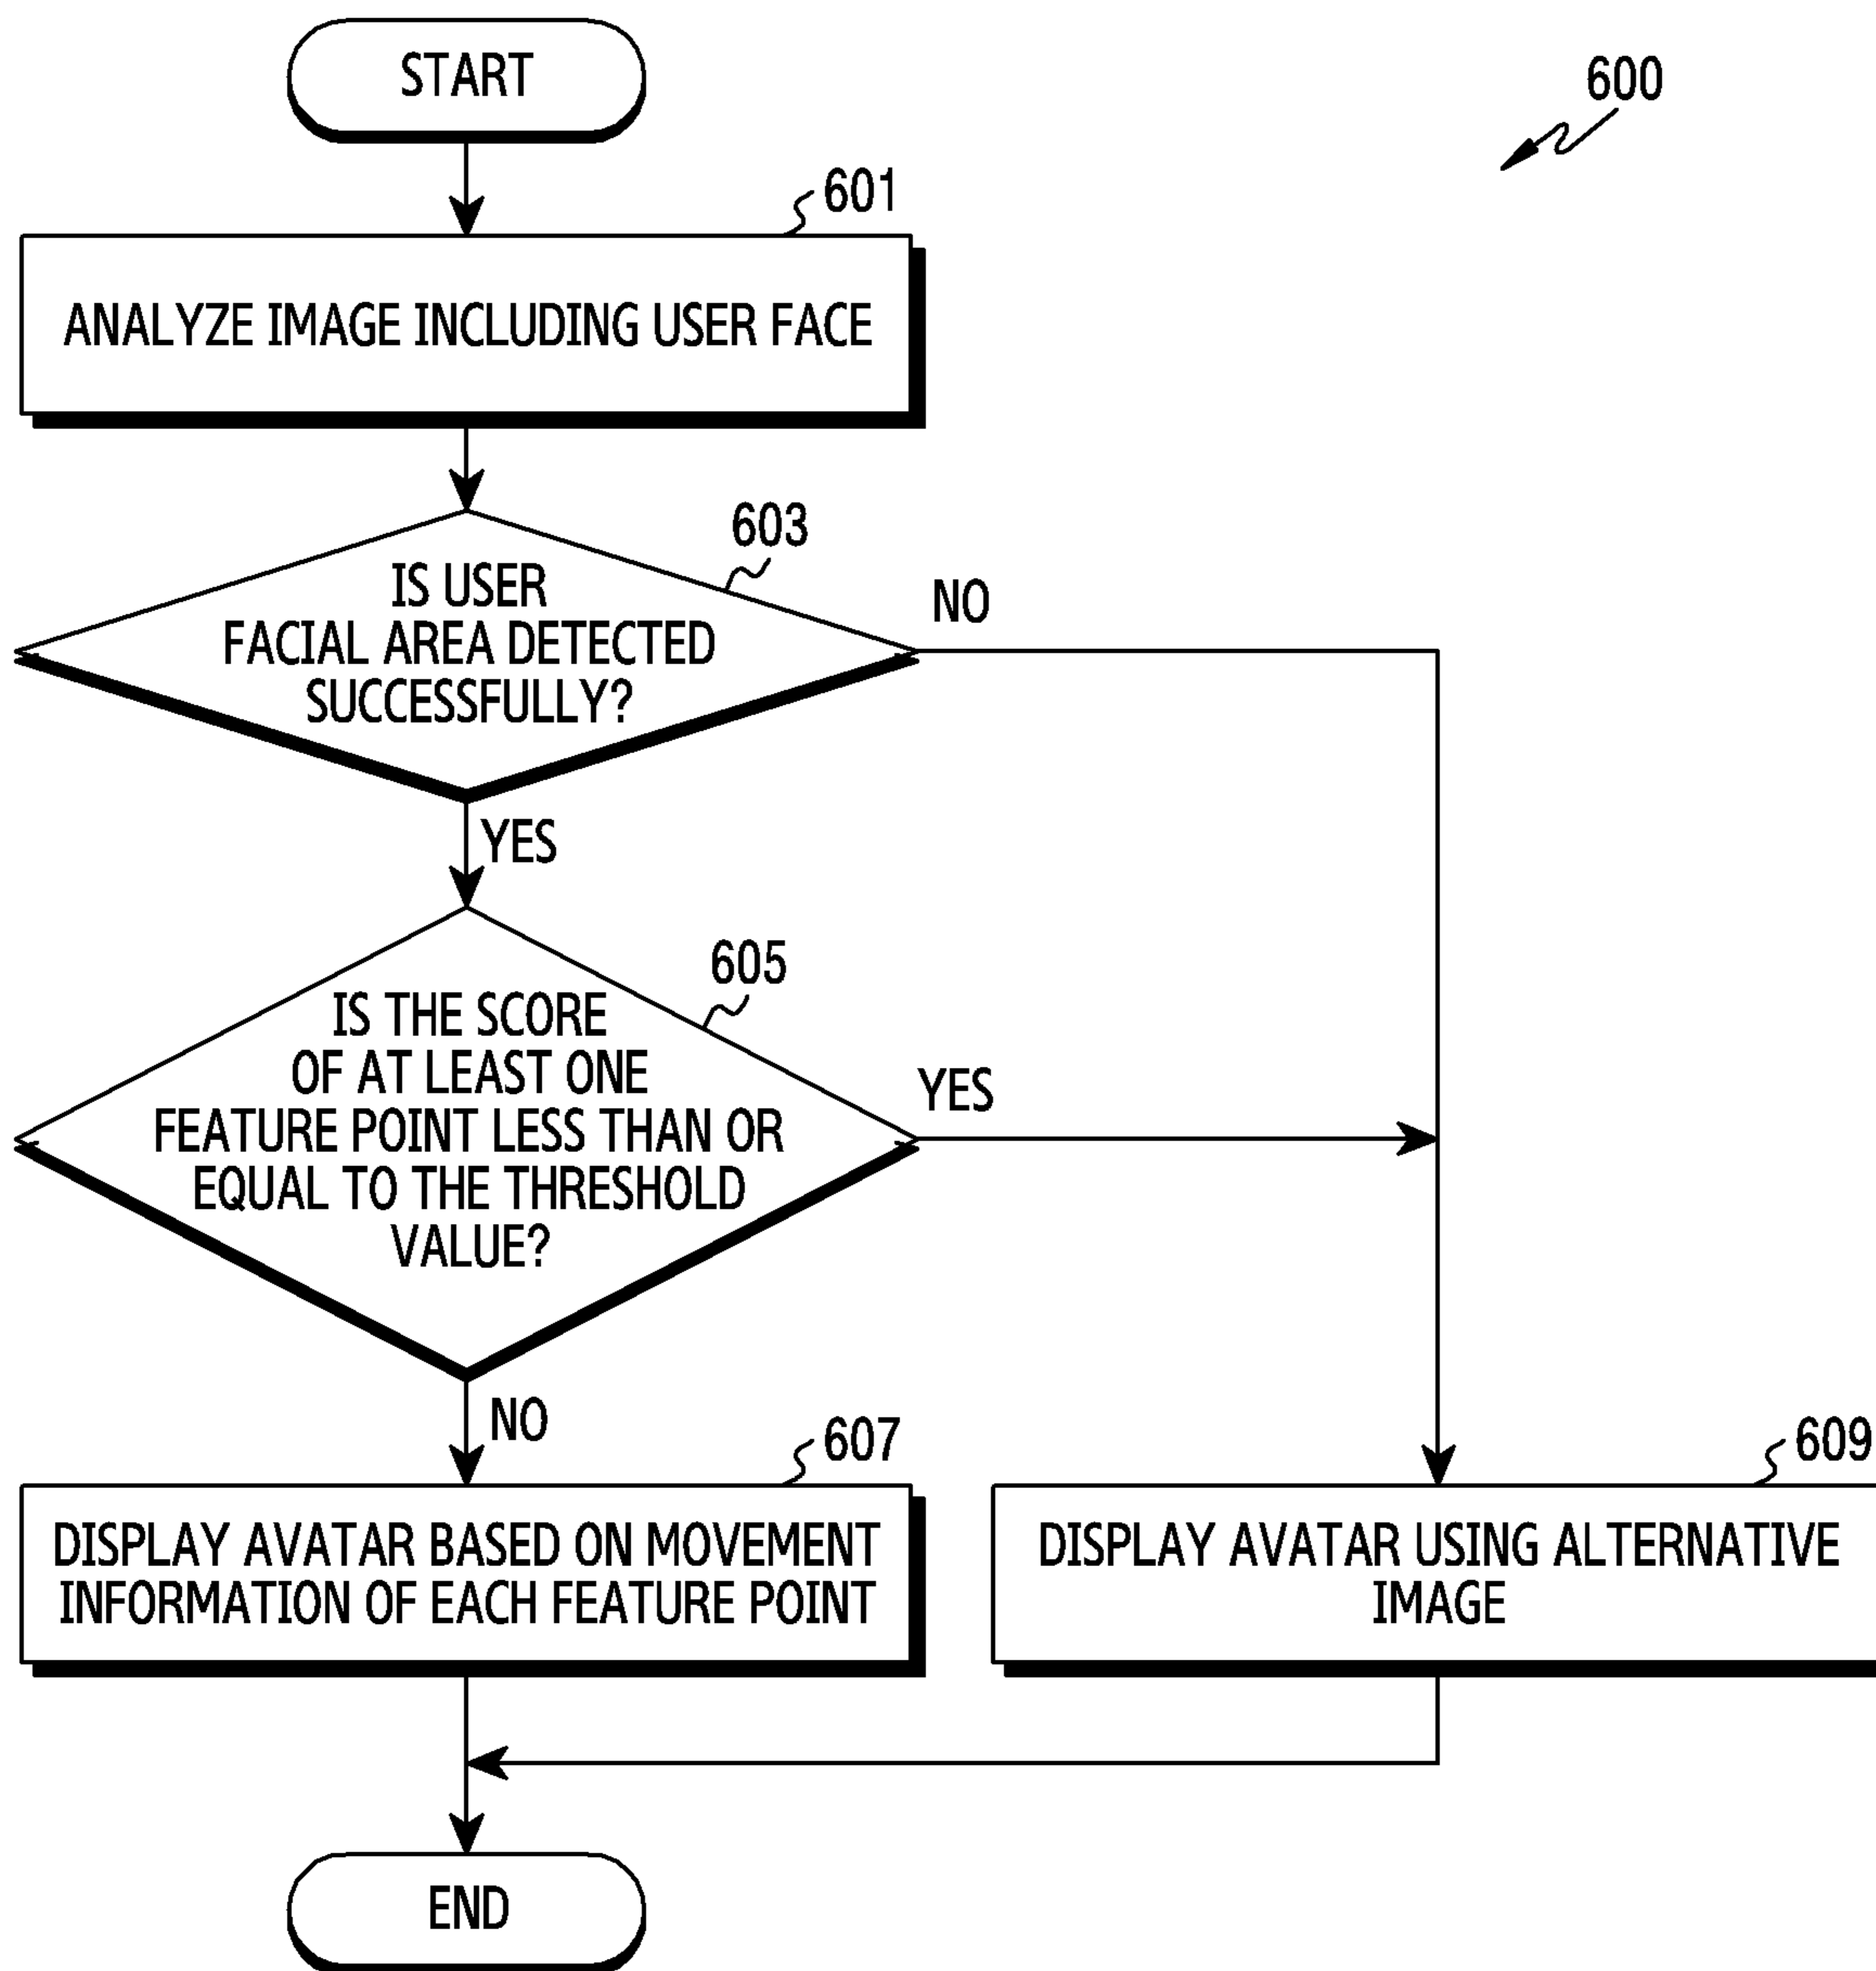 START
600
601
ANALYZE IMAGE INCLUDING USER FACE
603
IS USER
FACIAL AREA DETECTED
SUCCESSFULLY?
NO
YES
605
IS THE SCORE
OF AT LEAST ONE
FEATURE POINT LESS THAN OR
EQUAL TO THE THRESHOLD
VALUE?
YES
NO
607
DISPLAY AVATAR BASED ON MOVEMENT
INFORMATION OF EACH FEATURE POINT
609
DISPLAY AVATAR USING ALTERNATIVE
IMAGE
END